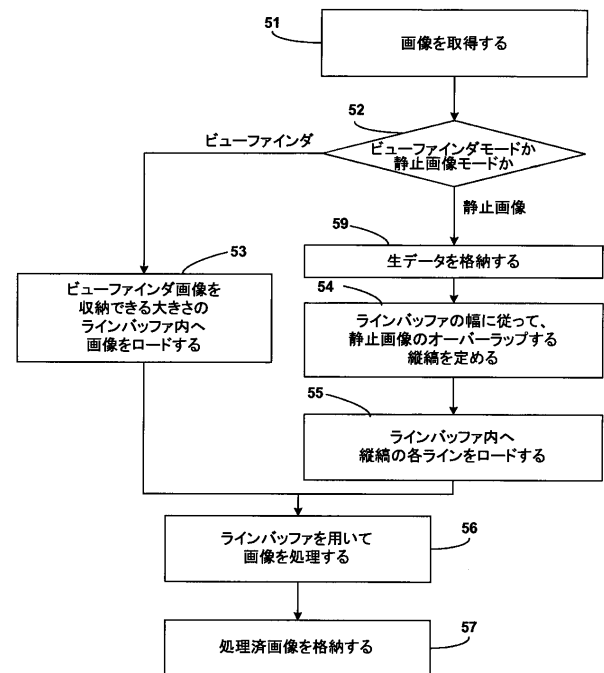 51
画像を取得する
52
ビューファインダモードか
静止画像モードか
ビューファインダ
静止画像
59
生データを格納する
53
ビューファインダ画像を
収納できる大きさの
ラインバッファ内へ
画像をロードする
54
ラインバッファの幅に従って、
静止画像のオーバーラップする
縦縞を定める
55
ラインバッファ内へ
縦縞の各ラインをロードする
56
ラインバッファを用いて
画像を処理する
57
処理済画像を格納する